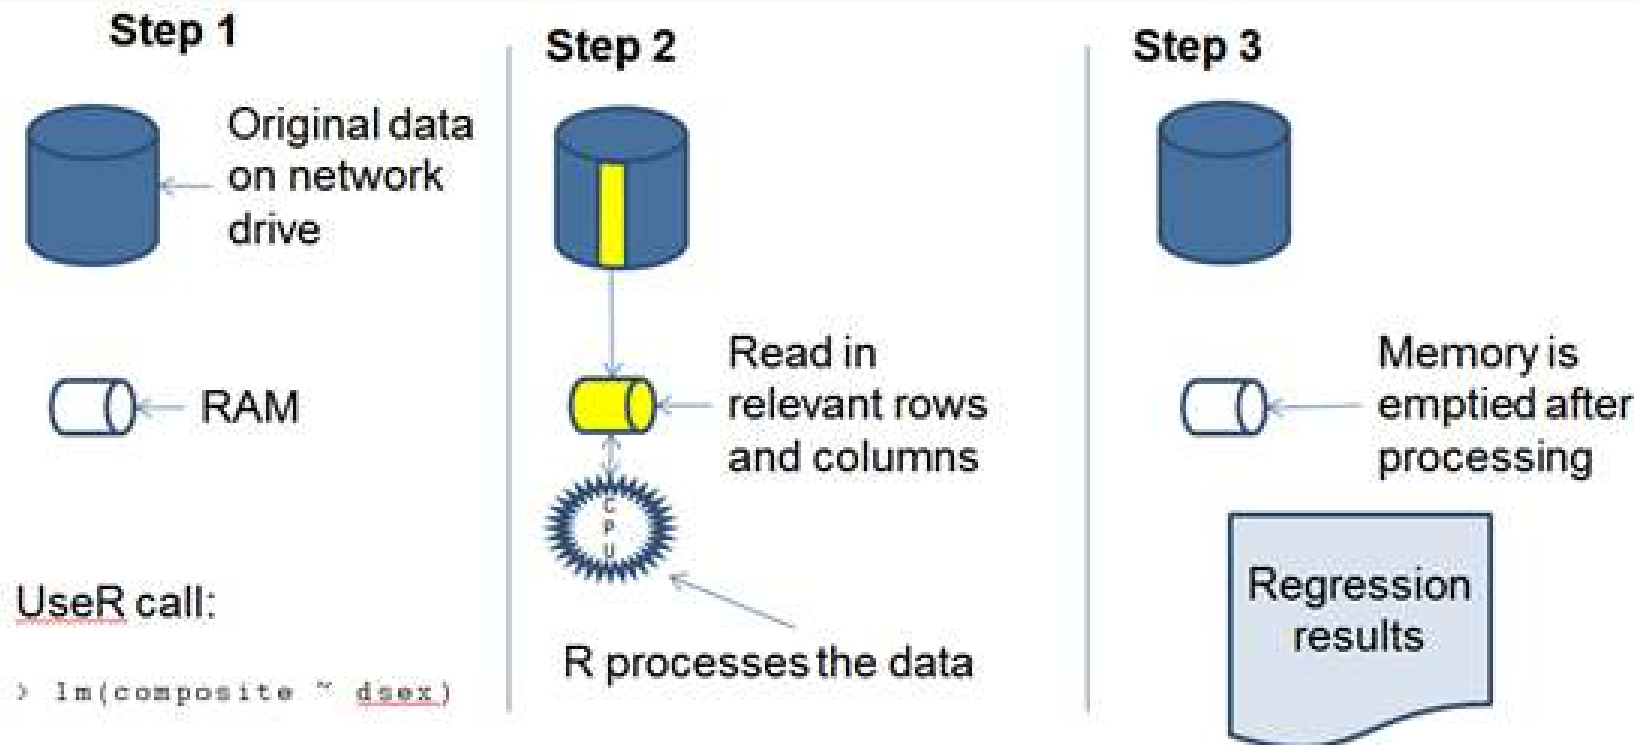 Step 1
Original data
on network
drive
RAM
UseR call:
> lm(composite ~ dsex)
Step 2
Read in
relevant rows
and columns
C
P
U
R processes the data
Step 3
Memory is
emptied after
processing
Regression
results